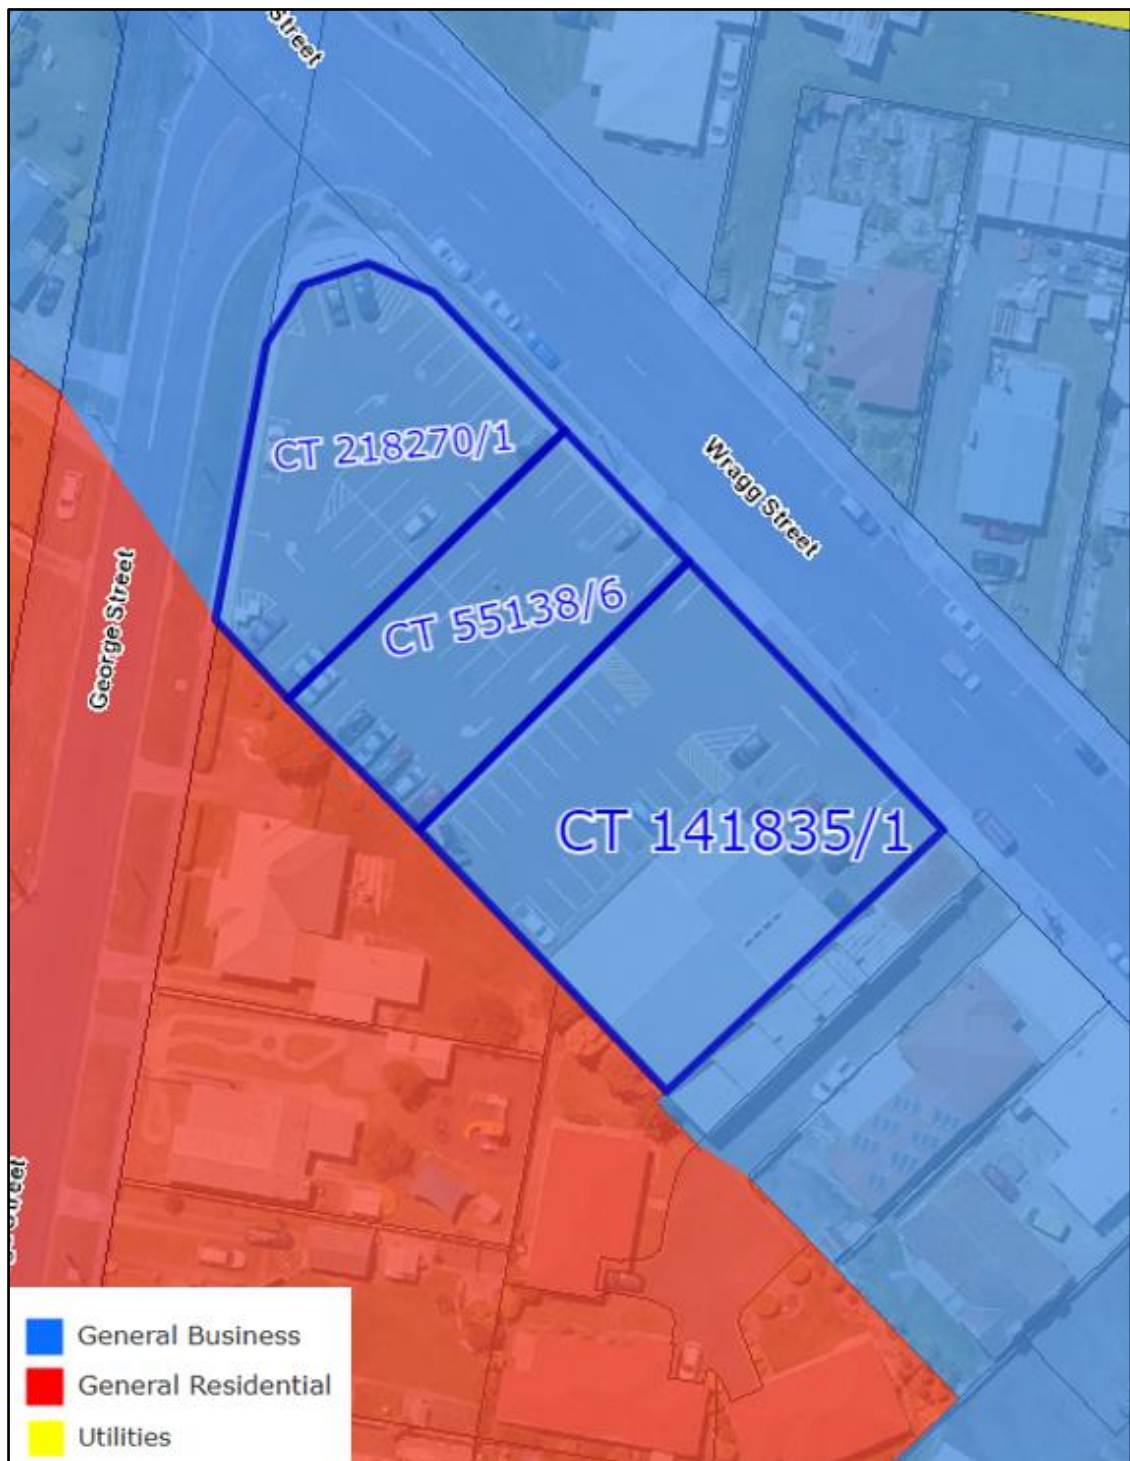 Street
CT 218270/1
Wragg Street
CT 55138/6
George Street
CT 141835/1
Street
General Business
General Residential
Utilities